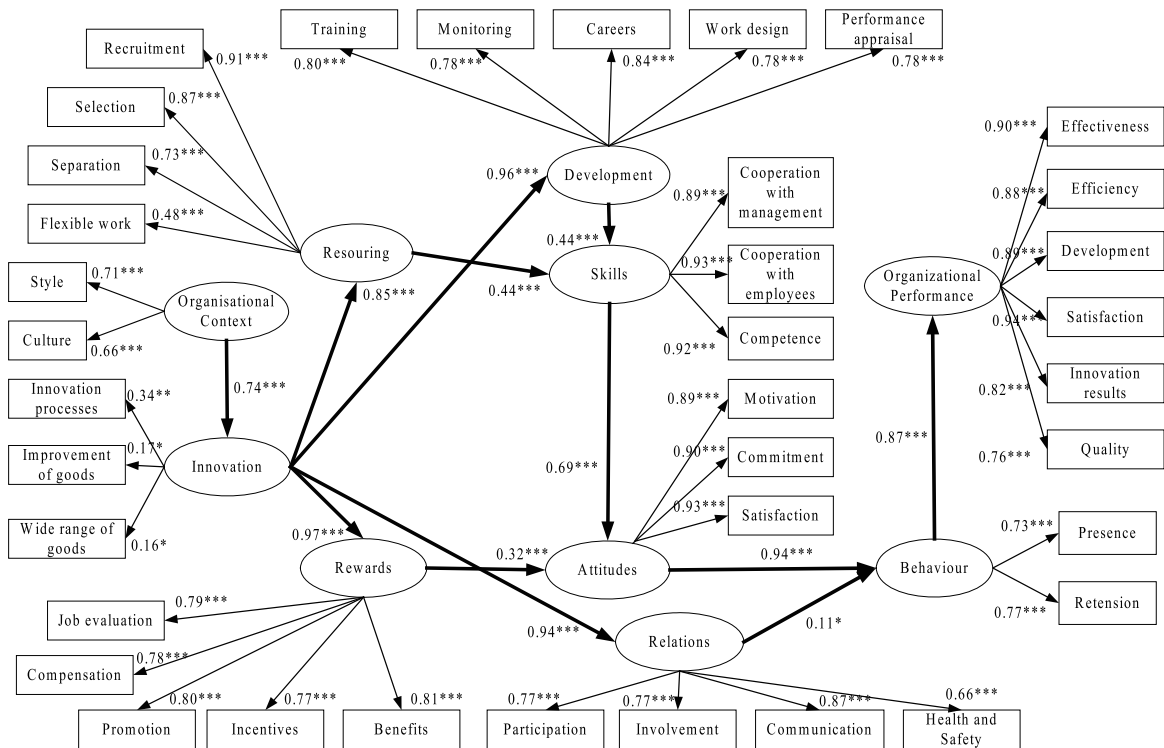 Training
Monitoring
Careers
Work design
Performance
appraisal
0.80***
0.78***
0.84***
0.78***
0.78***
Recruitment
0.91***
Selection
0.87***
Separation
0.73***
Flexible work
0.48***
Style
0.71***
Culture
0.66***
Organisational
Context
Resouring
0.85***
0.74***
Innovation
processes
0.34**
Improvement
of goods
0.17*
Wide range of
goods
0.16*
Innovation
0.96***
Development
0.44***
0.44***
Skills
0.89***
Cooperation
with
management
0.93***
Cooperation
with
employees
0.92***
Competence
0.69***
0.89***
Motivation
0.90***
Commitment
0.93***
Satisfaction
0.97***
Rewards
0.32***
Attitudes
0.94***
Behaviour
0.87***
Organizational
Performance
0.90***
Effectiveness
0.88***
Efficiency
0.89***
Development
0.94***
Satisfaction
0.82***
Innovation
results
0.76***
Quality
0.73***
Presence
0.77***
Retension
0.94***
Relations
0.11*
0.79***
Job evaluation
0.78***
Compensation
0.80***
Promotion
0.77***
Incentives
0.81***
Benefits
0.77***
Participation
0.77***
Involvement
0.87***
Communication
0.66***
Health and
Safety